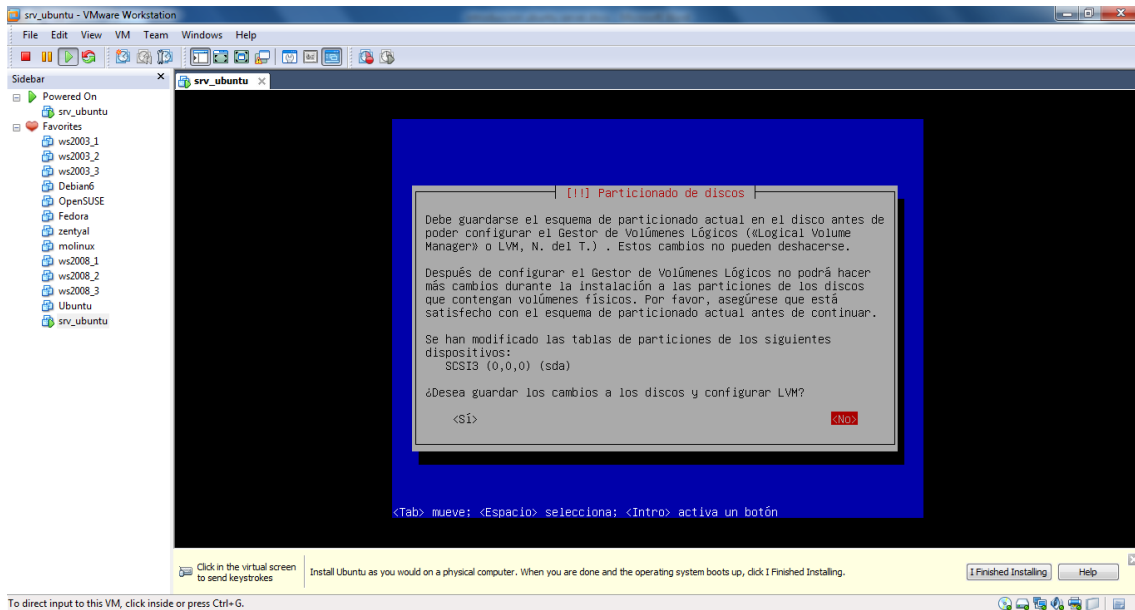 srv_ubuntu - VMware Workstation
File Edit View VM Team Windows Help
Sidebar ×
srv_ubuntu ×
Powered On
srv_ubuntu
Favorites
ws2003_1
ws2003_2
ws2003_3
Debian6
OpenSUSE
Fedora
zentyal
molinux
ws2008_1
ws2008_2
ws2008_3
Ubuntu
srv_ubuntu
[!!] Particionado de discos
Debe guardarse el esquema de particionado actual en el disco antes de
poder configurar el Gestor de Volúmenes Lógicos («Logical Volume
Manager» o LVM, N. del T.) . Estos cambios no pueden deshacerse.
Después de configurar el Gestor de Volúmenes Lógicos no podrá hacer
más cambios durante la instalación a las particiones de los discos
que contengan volúmenes físicos. Por favor, asegúrese que está
satisfecho con el esquema de particionado actual antes de continuar.
Se han modificado las tablas de particiones de los siguientes
dispositivos:
SCSI3 (0,0,0) (sda)
¿Desea guardar los cambios a los discos y configurar LVM?
<Sí> <No>
<Tab> mueve; <Espacio> selecciona; <Intro> activa un botón
Click in the virtual screen
to send keystrokes
Install Ubuntu as you would on a physical computer. When you are done and the operating system boots up, click I Finished Installing.
I Finished Installing
Help
To direct input to this VM, click inside or press Ctrl+G.